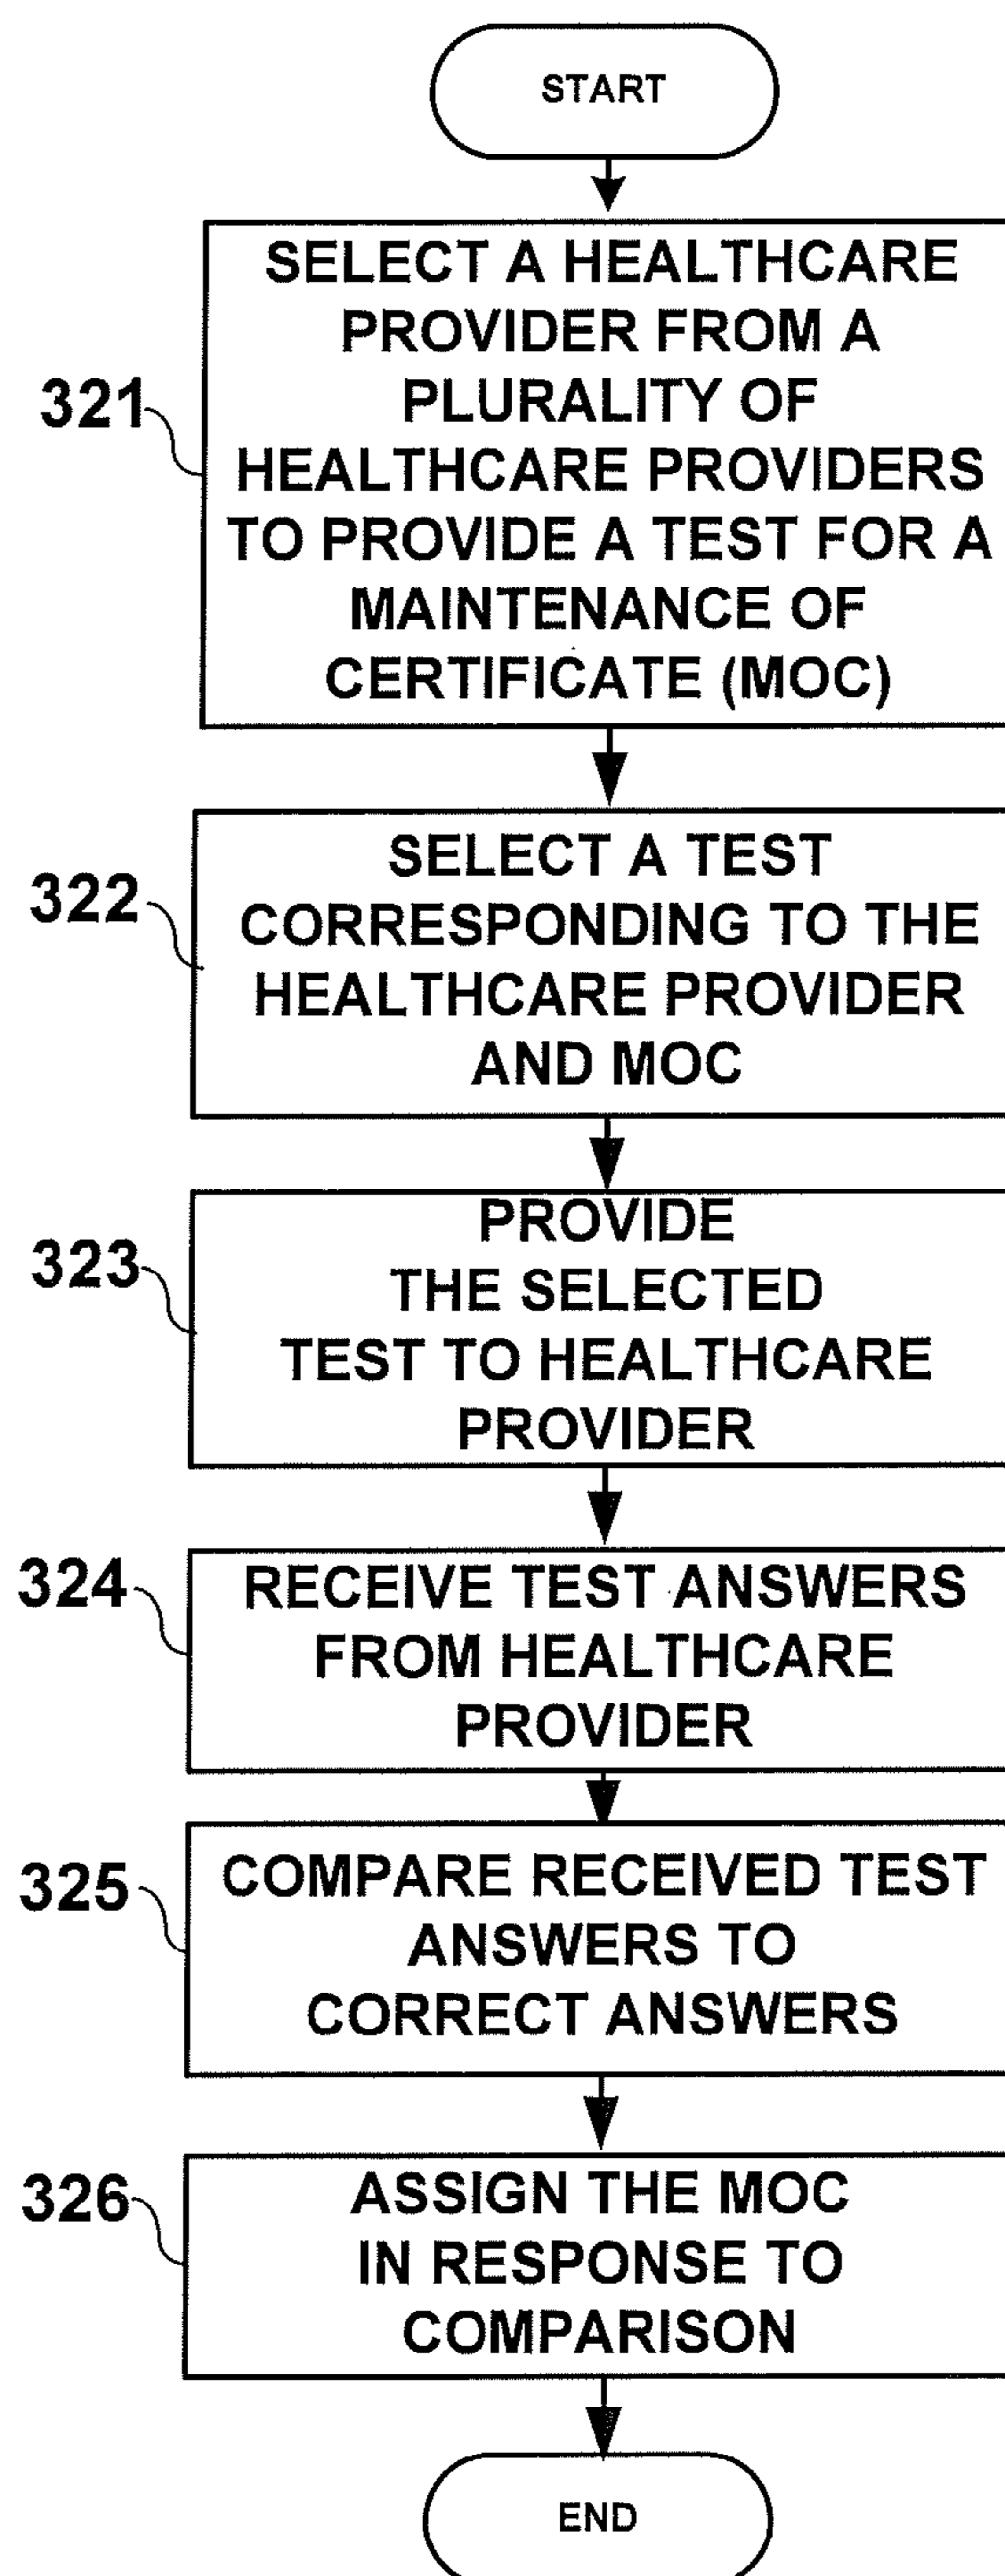 START
SELECT A HEALTHCARE
PROVIDER FROM A
PLURALITY OF
HEALTHCARE PROVIDERS
TO PROVIDE A TEST FOR A
MAINTENANCE OF
CERTIFICATE (MOC)
321
SELECT A TEST
CORRESPONDING TO THE
HEALTHCARE PROVIDER
AND MOC
322
PROVIDE
THE SELECTED
TEST TO HEALTHCARE
PROVIDER
323
RECEIVE TEST ANSWERS
FROM HEALTHCARE
PROVIDER
324
COMPARE RECEIVED TEST
ANSWERS TO
CORRECT ANSWERS
325
ASSIGN THE MOC
IN RESPONSE TO
COMPARISON
326
END